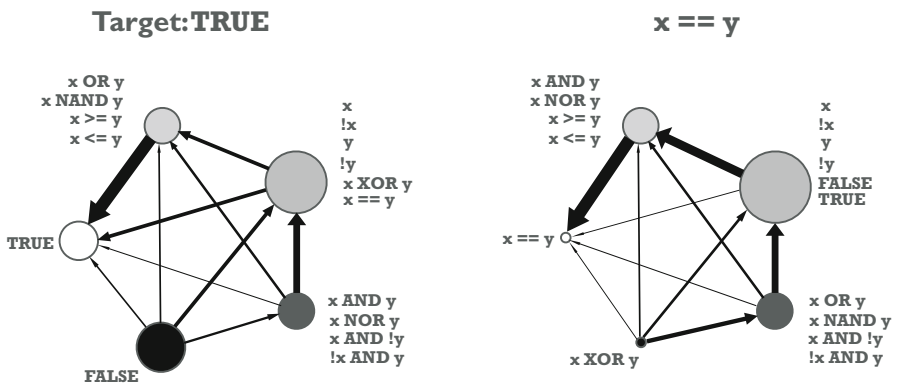 Target:TRUE
x OR y
x NAND y
x >= y
x <= y
x
!x
y
!y
x XOR y
x == y
TRUE
x AND y
x NOR y
x AND !y
!x AND y
FALSE
x == y
x AND y
x NOR y
x >= y
x <= y
x
!x
y
!y
FALSE
TRUE
x == y
x OR y
x NAND y
x AND !y
!x AND y
x XOR y